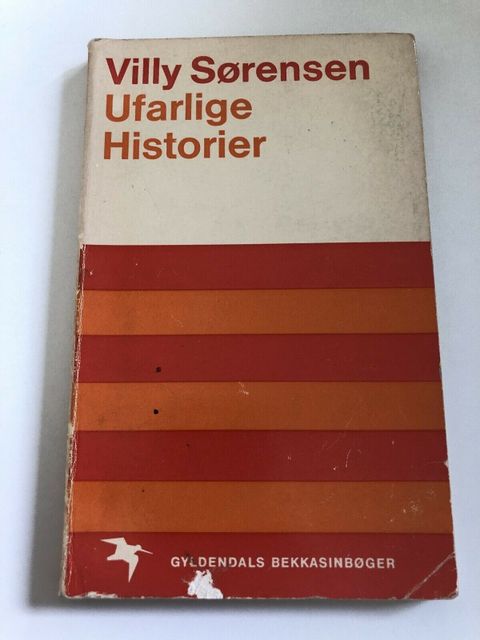 Villy Sørensen
Ufarlige
Historier
GYLDENDALS BEKKASINBØGER